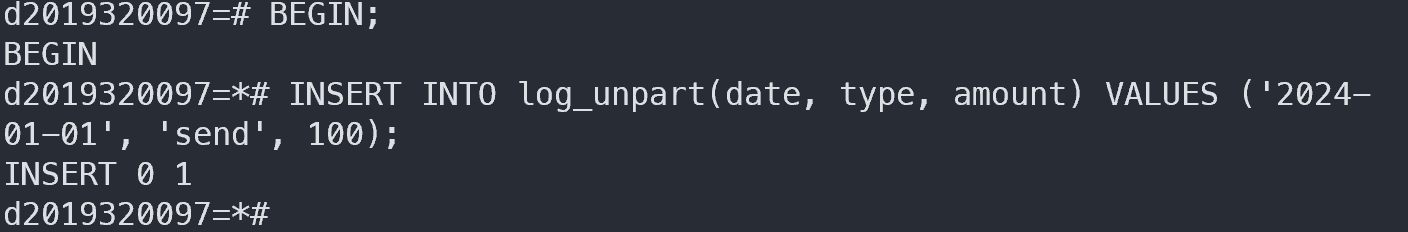 d2019320097=# BEGIN;
BEGIN
d2019320097=*# INSERT INTO log_unpart(date, type, amount) VALUES ('2024-
01-01', 'send', 100);
INSERT 0 1
d2019320097=*#